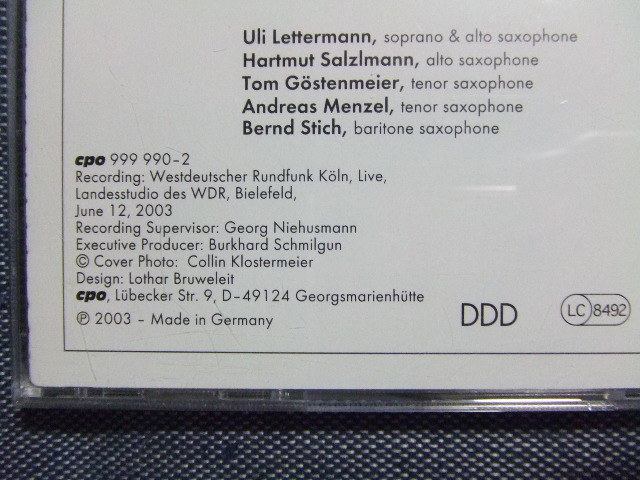 Uli Lettermann, soprano & alto saxophone
Hartmut Salzlmann, alto saxophone
Tom Göstenmeier, tenor saxophone
Andreas Menzel, tenor saxophone
Bernd Stich, baritone saxophone
cpo 999 990-2
Recording: Westdeutscher Rundfunk Köln, Live,
Landesstudio des WDR, Bielefeld,
June 12, 2003
Recording Supervisor: Georg Niehusmann
Executive Producer: Burkhard Schmilgun
© Cover Photo: Collin Klostermeier
Design: Lothar Bruweleit
cpo, Lübecker Str. 9, D–49124 Georgsmarienhütte
℗ 2003 – Made in Germany
DDD
LC 8492